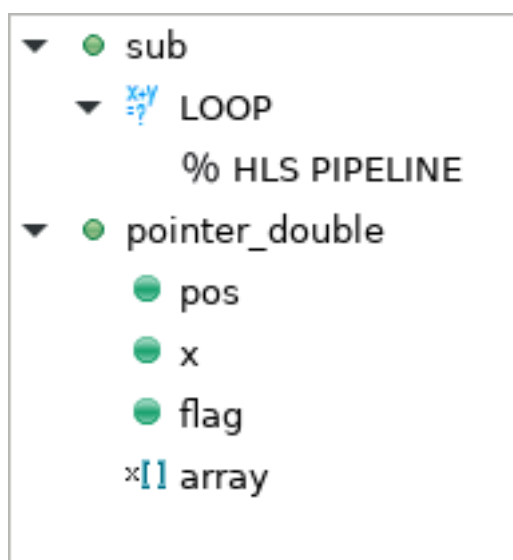 sub
X+Y
=?
LOOP
% HLS PIPELINE
pointer_double
pos
x
flag
x[] array